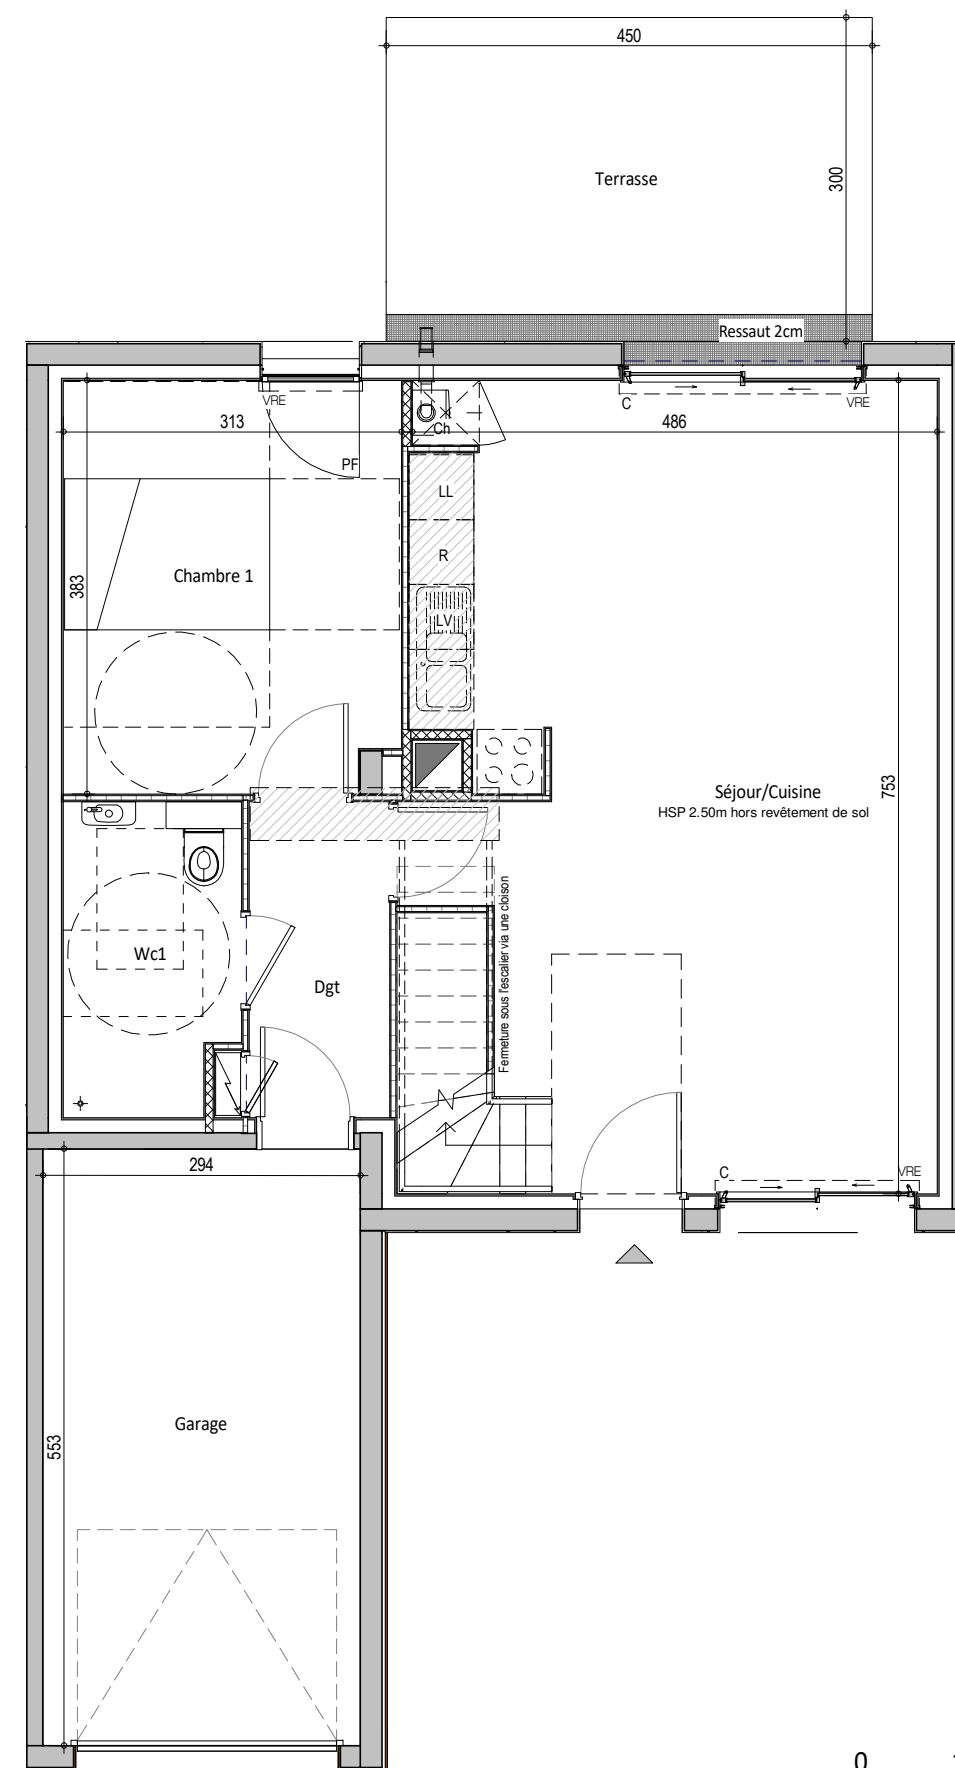 450
300
Terrasse
Ressaut 2cm
C
VRE
VRE
313
486
Ch
PF
LL
R
LV
383
Chambre 1
753
Séjour/Cuisine
HSP 2.50m hors revêtement de sol
Fermeture sous l'escalier via une cloison
Wc1
Dgt
294
C
VRE
553
Garage
0